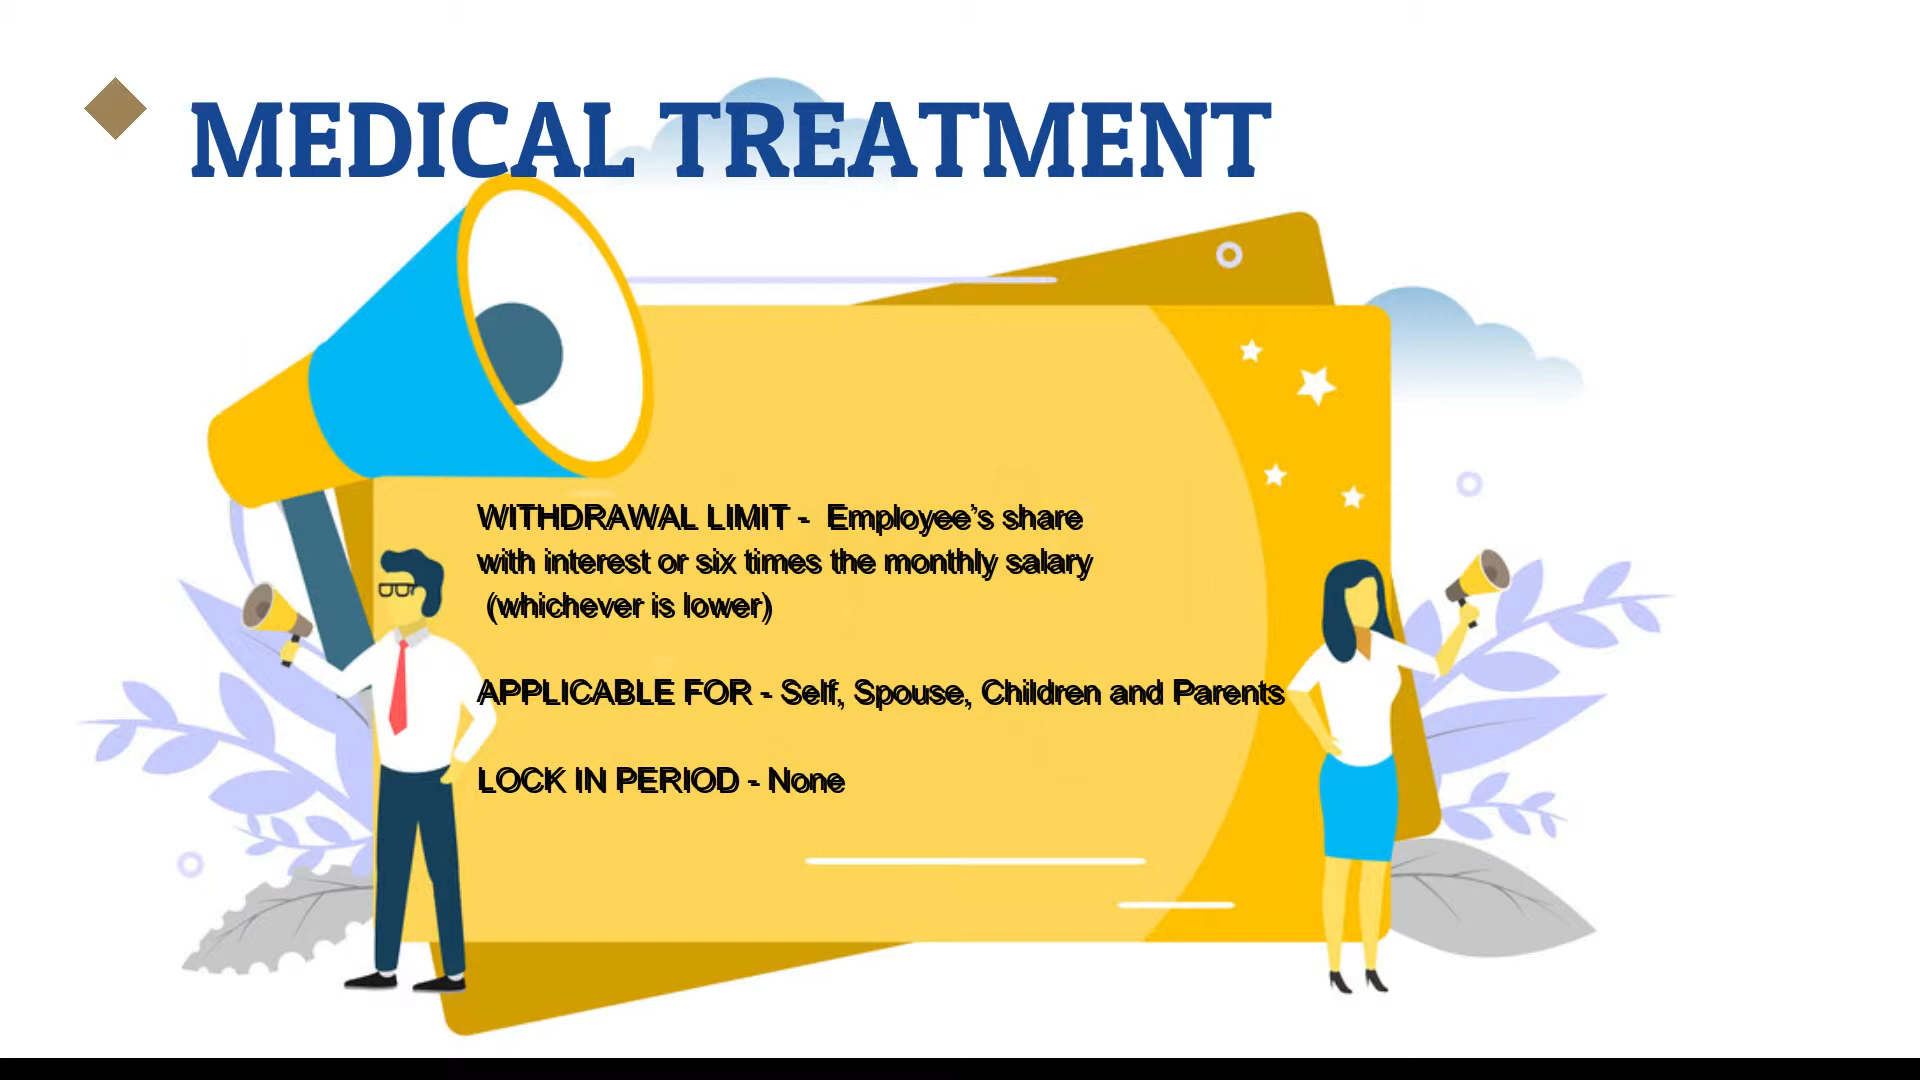 MEDICAL TREATMENT
WITHDRAWAL LIMIT - Employee’s share
with interest or six times the monthly salary
(whichever is lower)
APPLICABLE FOR - Self, Spouse, Children and Parents
LOCK IN PERIOD - None